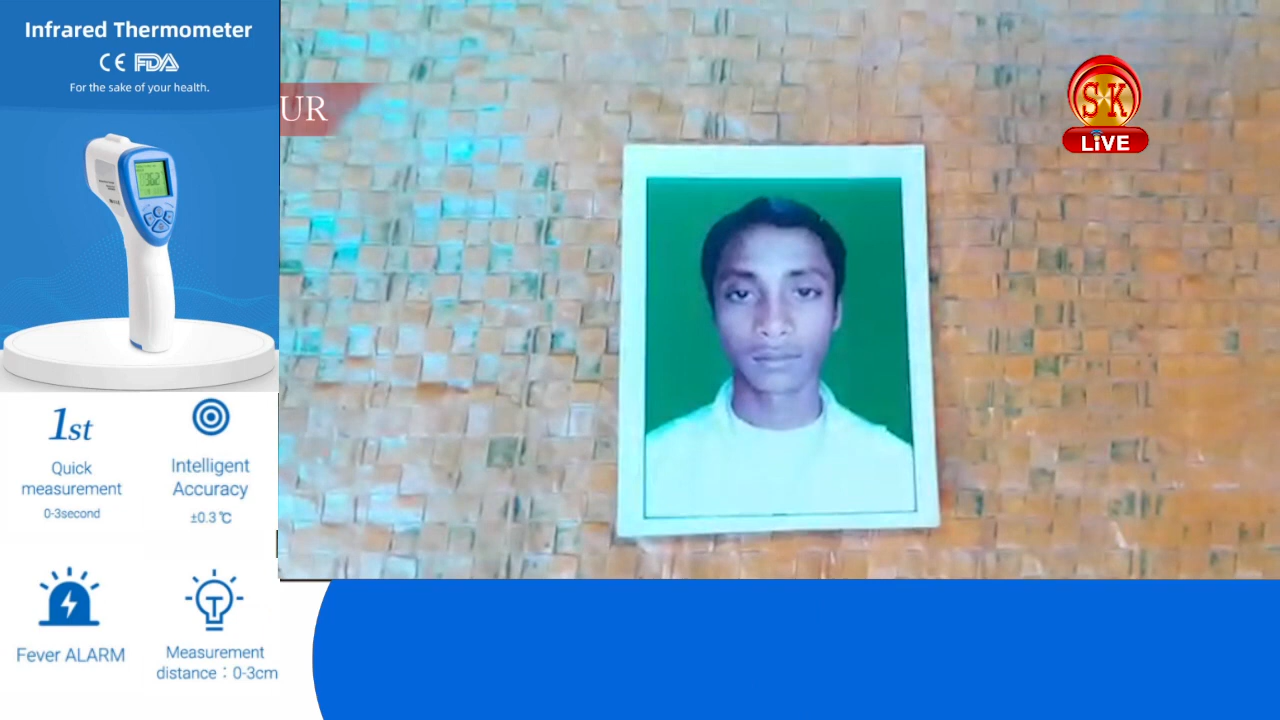 Infrared Thermometer
CE FDA
For the sake of your health.
1st
Quick
measurement
0-3second
Intelligent
Accuracy
±0.3℃
Fever ALARM
Measurement
distance：0-3cm
UR
SK
LiVE